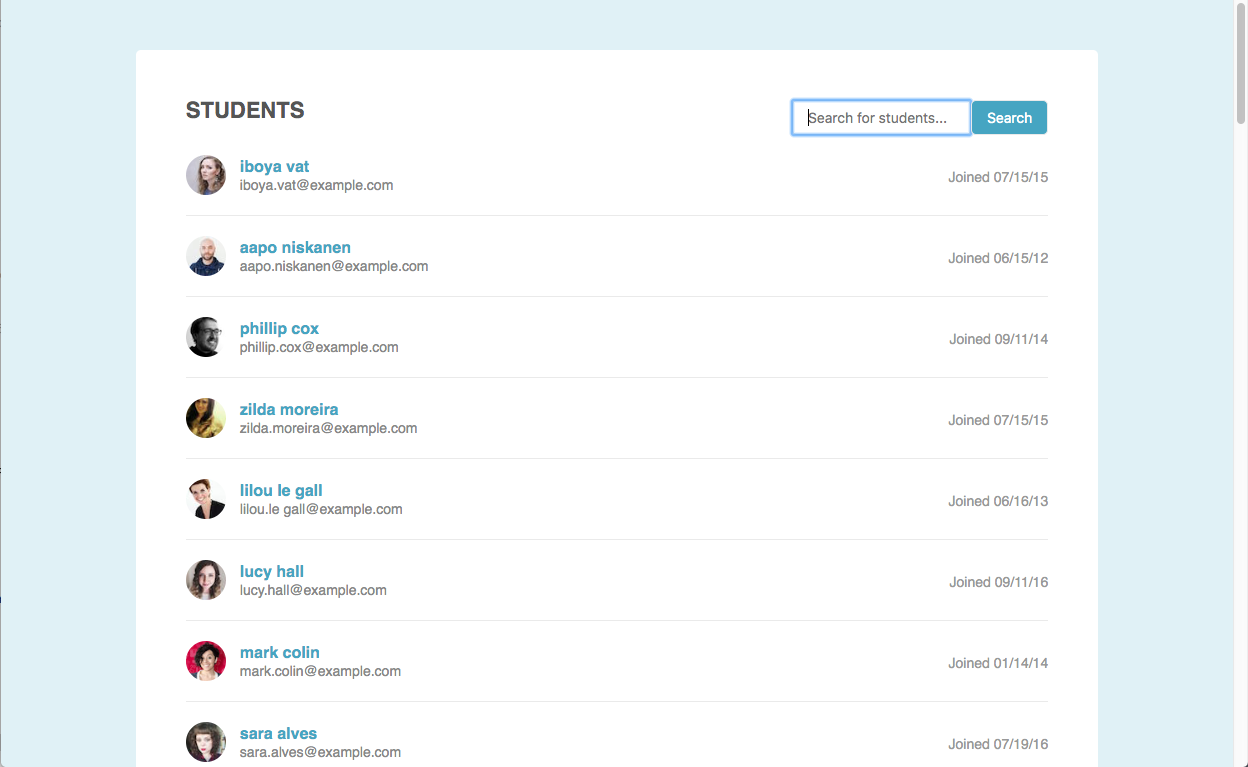 STUDENTS
Search for students...
Search
iboya vat
iboya.vat@example.com
Joined 07/15/15
aapo niskanen
aapo.niskanen@example.com
Joined 06/15/12
phillip cox
phillip.cox@example.com
Joined 09/11/14
zilda moreira
zilda.moreira@example.com
Joined 07/15/15
lilou le gall
lilou.le gall@example.com
Joined 06/16/13
lucy hall
lucy.hall@example.com
Joined 09/11/16
mark colin
mark.colin@example.com
Joined 01/14/14
sara alves
sara.alves@example.com
Joined 07/19/16